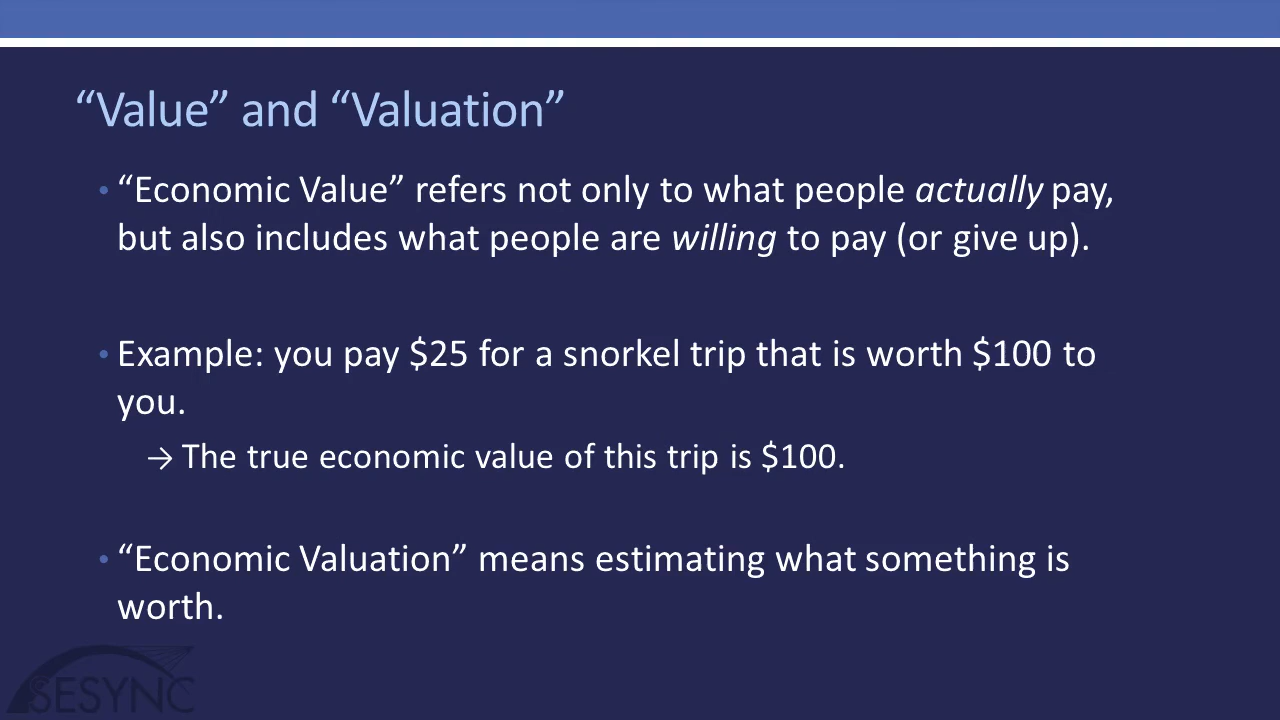 “Value” and “Valuation”
• “Economic Value” refers not only to what people actually pay,
but also includes what people are willing to pay (or give up).
• Example: you pay $25 for a snorkel trip that is worth $100 to
you.
→ The true economic value of this trip is $100.
• “Economic Valuation” means estimating what something is
worth.
SESYNC